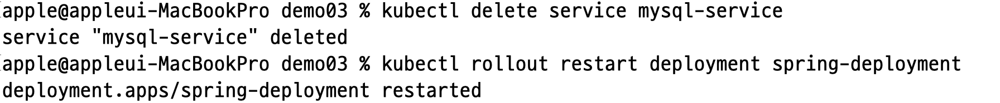 apple@appleui-MacBookPro demo03 % kubectl delete service mysql-service
service "mysql-service" deleted
apple@appleui-MacBookPro demo03 % kubectl rollout restart deployment spring-deployment
deployment.apps/spring-deployment restarted